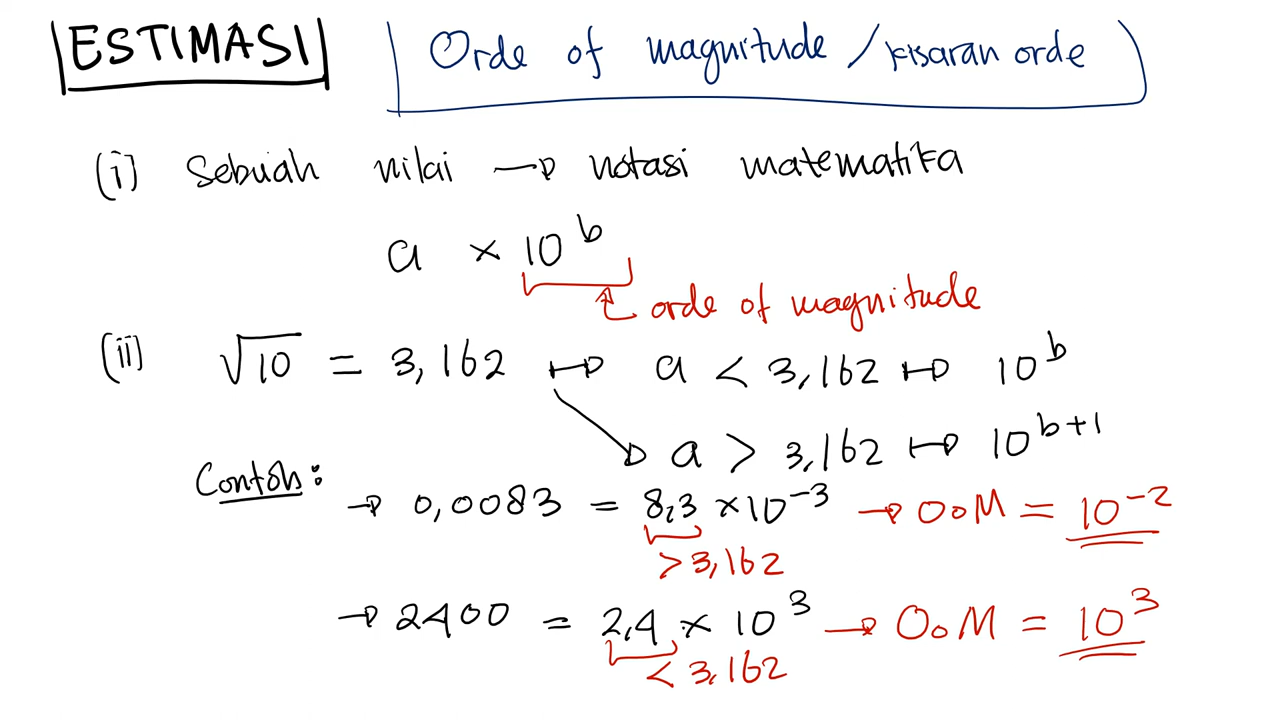 ESTIMASI
Orde of magnitude / kisaran orde
(i) Sebuah nilai → notasi matematika
a × 10^b
orde of magnitude
(ii) √10 = 3,162 ↦ a < 3,162 ↦ 10^b
→ a > 3,162 ↦ 10^{b+1}
Contoh:
→ 0,0083 = 8,3 × 10^{-3} → OoM = 10^{-2}
> 3,162
→ 2400 = 2,4 × 10^3 → OoM = 10^3
< 3,162